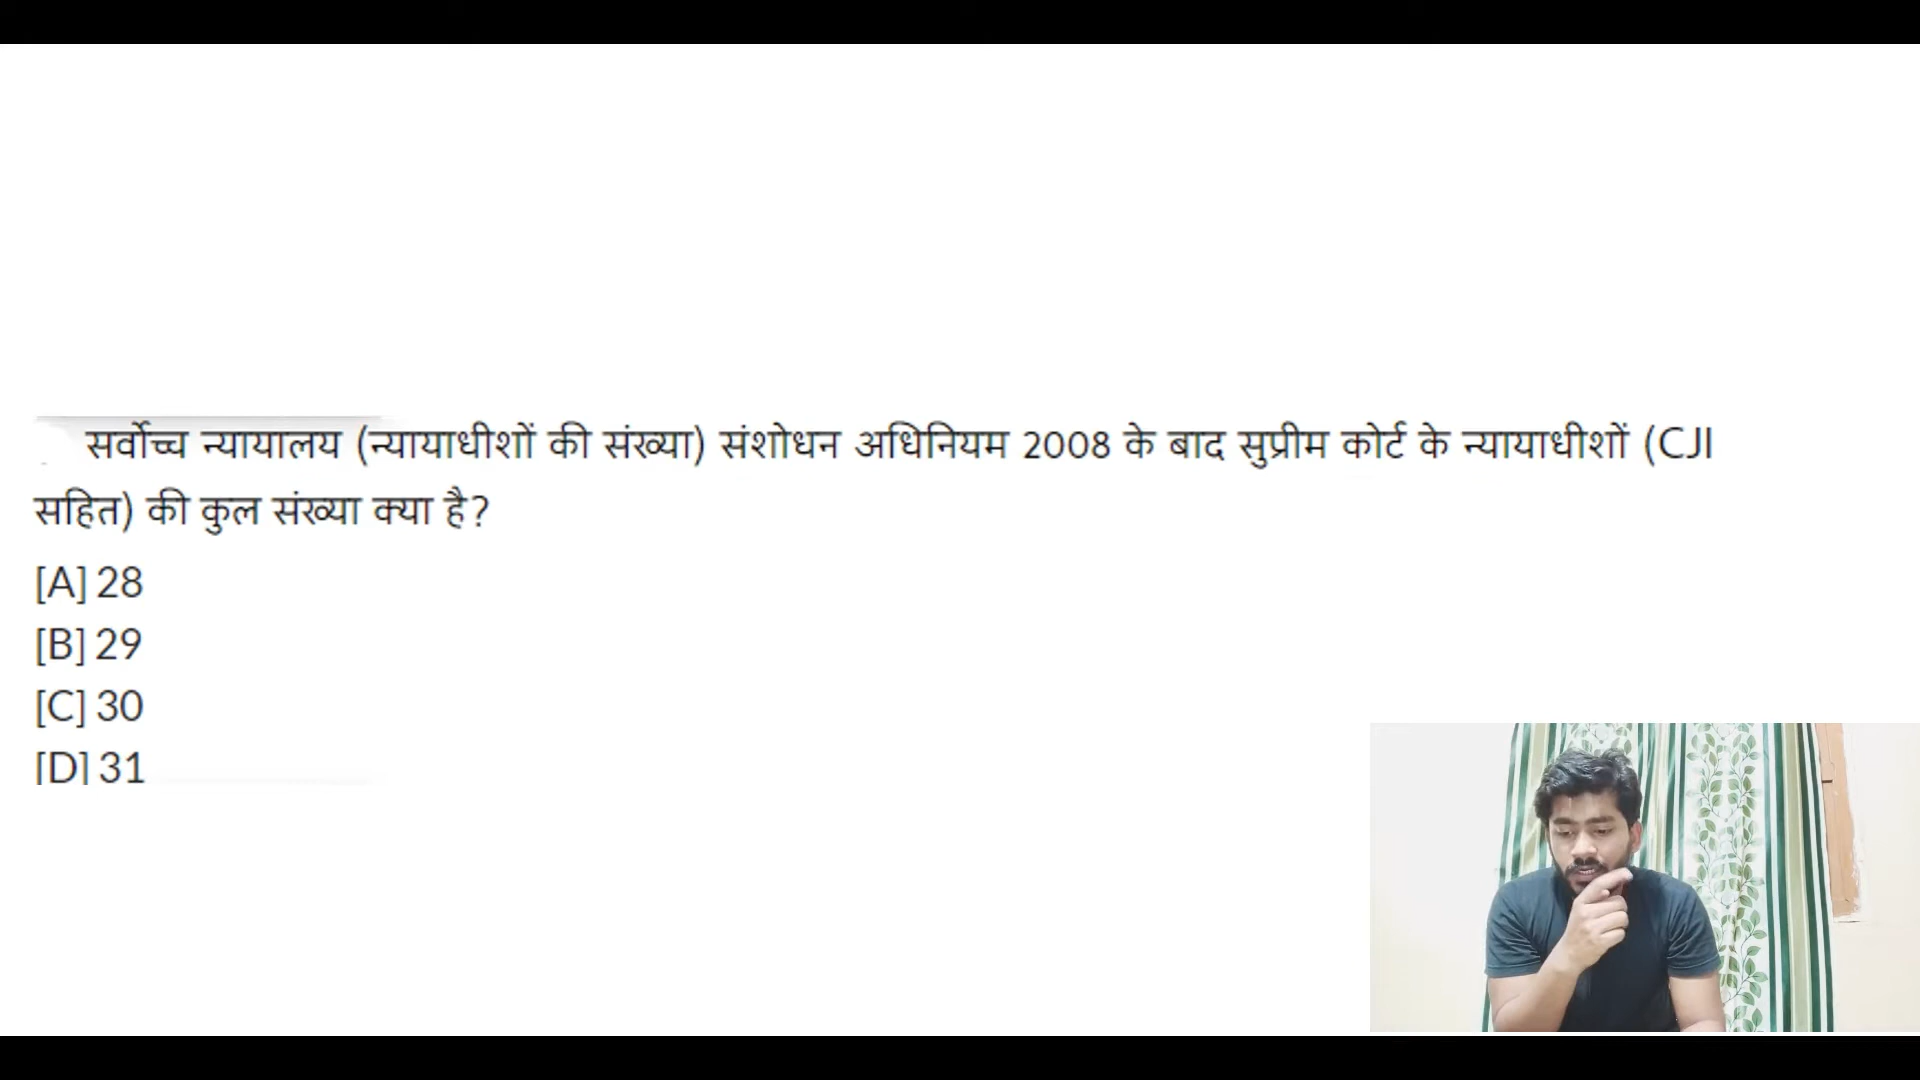 सर्वोच्च न्यायालय (न्यायाधीशों की संख्या) संशोधन अधिनियम 2008 के बाद सुप्रीम कोर्ट के न्यायाधीशों (CJI
सहित) की कुल संख्या क्या है?
[A] 28
[B] 29
[C] 30
[D] 31